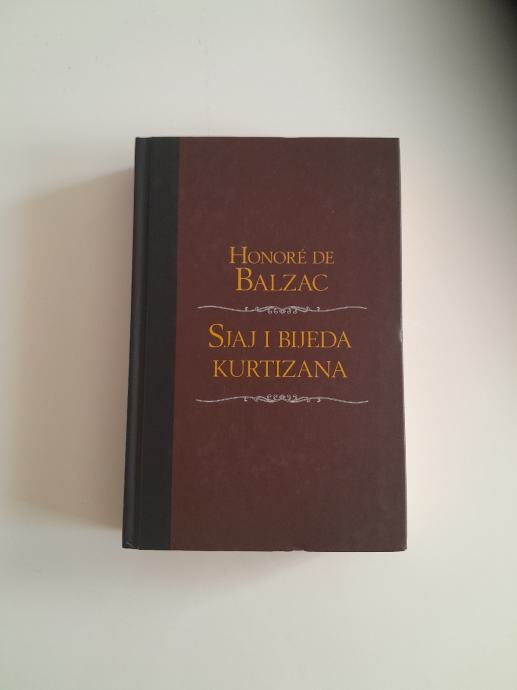 HONORÉ DE
BALZAC
SJAJ I BIJEDA
KURTIZANA